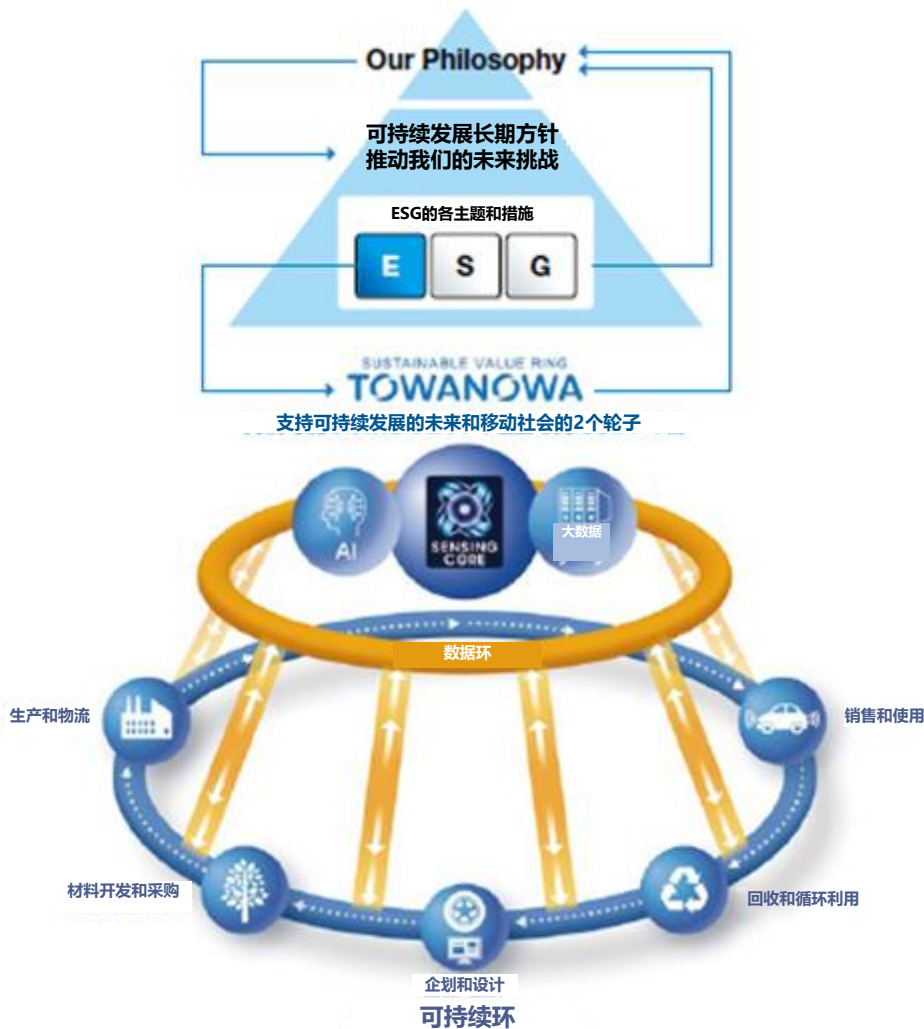 Our Philosophy
可持续发展长期方针
推动我们的未来挑战
ESG的各主题和措施
E S G
SUSTAINABLE VALUE RING
TOWANOWA
支持可持续发展的未来和移动社会的2个轮子
AI
SENSING
CORE
大数据
数据环
生产和物流
销售和使用
材料开发和采购
回收和循环利用
企划和设计
可持续环